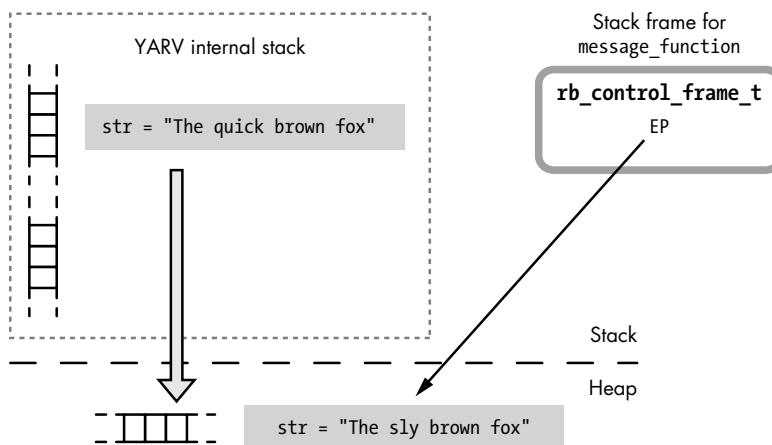 YARV internal stack
str = "The quick brown fox"
Stack frame for
message_function
rb_control_frame_t
EP
Stack
Heap
str = "The sly brown fox"